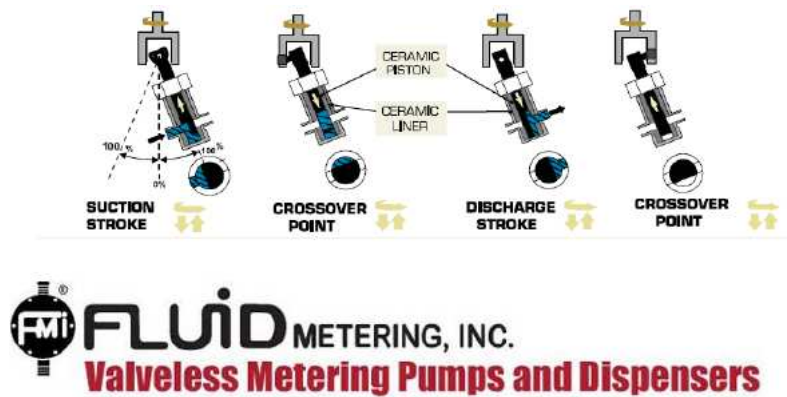 CERAMIC
PISTON
CERAMIC
LINER
100 %
100 %
0%
SUCTION
STROKE
CROSSOVER
POINT
DISCHARGE
STROKE
CROSSOVER
POINT
FMI ®
FLUiD METERING, INC.
Valveless Metering Pumps and Dispensers